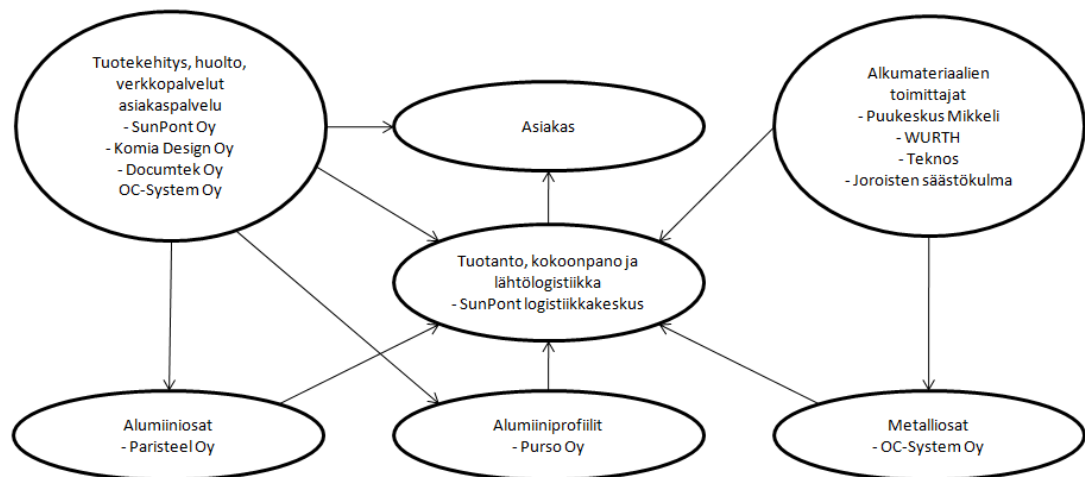 Tuotekehitys, huolto,
verkkopalvelut
asiakaspalvelu
- SunPont Oy
- Komia Design Oy
- Documtek Oy
OC-System Oy
Asiakas
Alkumateriaalien
toimittajat
- Puukeskus Mikkeli
- WURTH
- Teknos
- Joroisten säästökulma
Tuotanto, kokoonpano ja
lähtölogistiikka
- SunPont logistiikkakeskus
Alumiiniosat
- Paristeel Oy
Alumiiniprofiilit
- Purso Oy
Metalliosat
- OC-System Oy